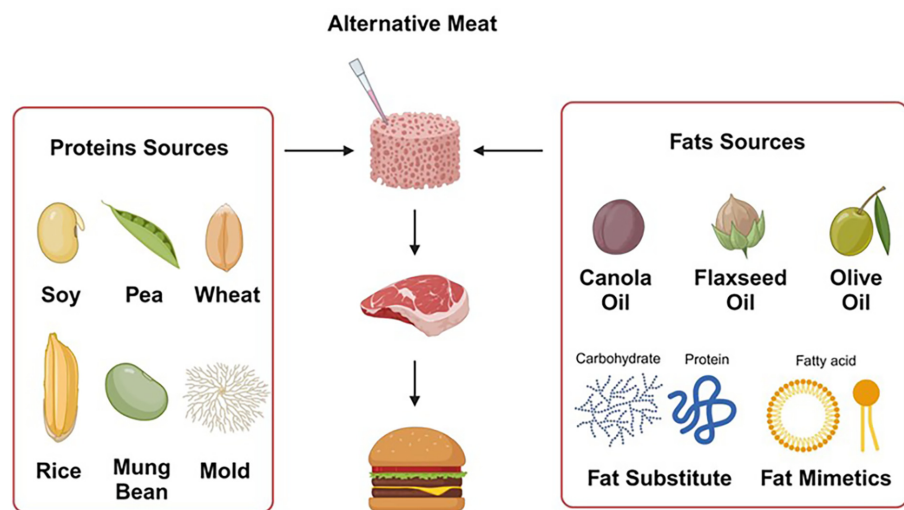 Alternative Meat
Proteins Sources
Soy
Pea
Wheat
Rice
Mung
Bean
Mold
Fats Sources
Canola
Oil
Flaxseed
Oil
Olive
Oil
Carbohydrate
Protein
Fatty acid
Fat Substitute
Fat Mimetics